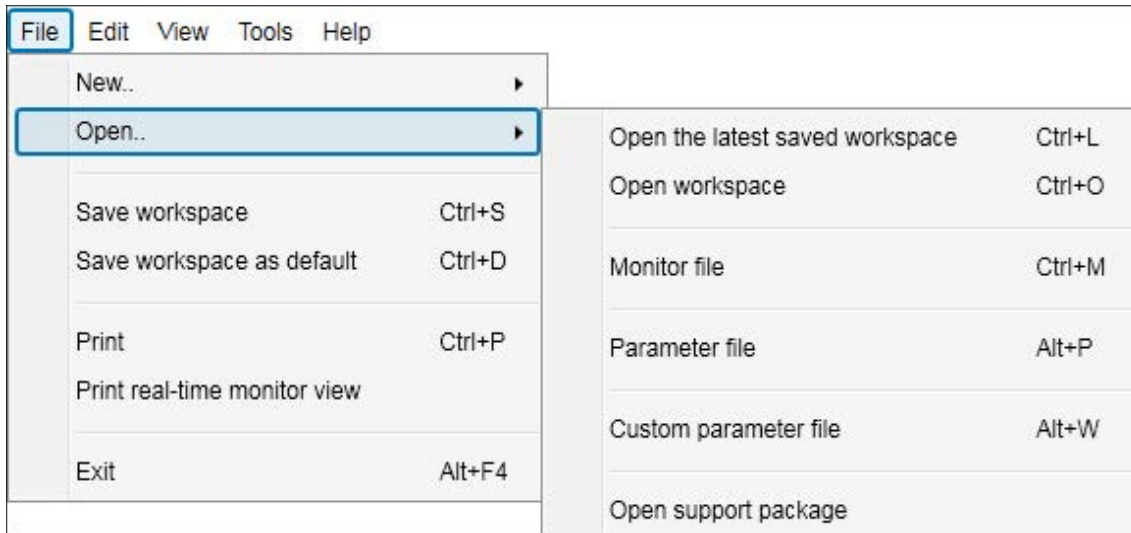 File Edit View Tools Help
New..
Open..
Save workspace Ctrl+S
Save workspace as default Ctrl+D
Print Ctrl+P
Print real-time monitor view
Exit Alt+F4
Open the latest saved workspace Ctrl+L
Open workspace Ctrl+O
Monitor file Ctrl+M
Parameter file Alt+P
Custom parameter file Alt+W
Open support package